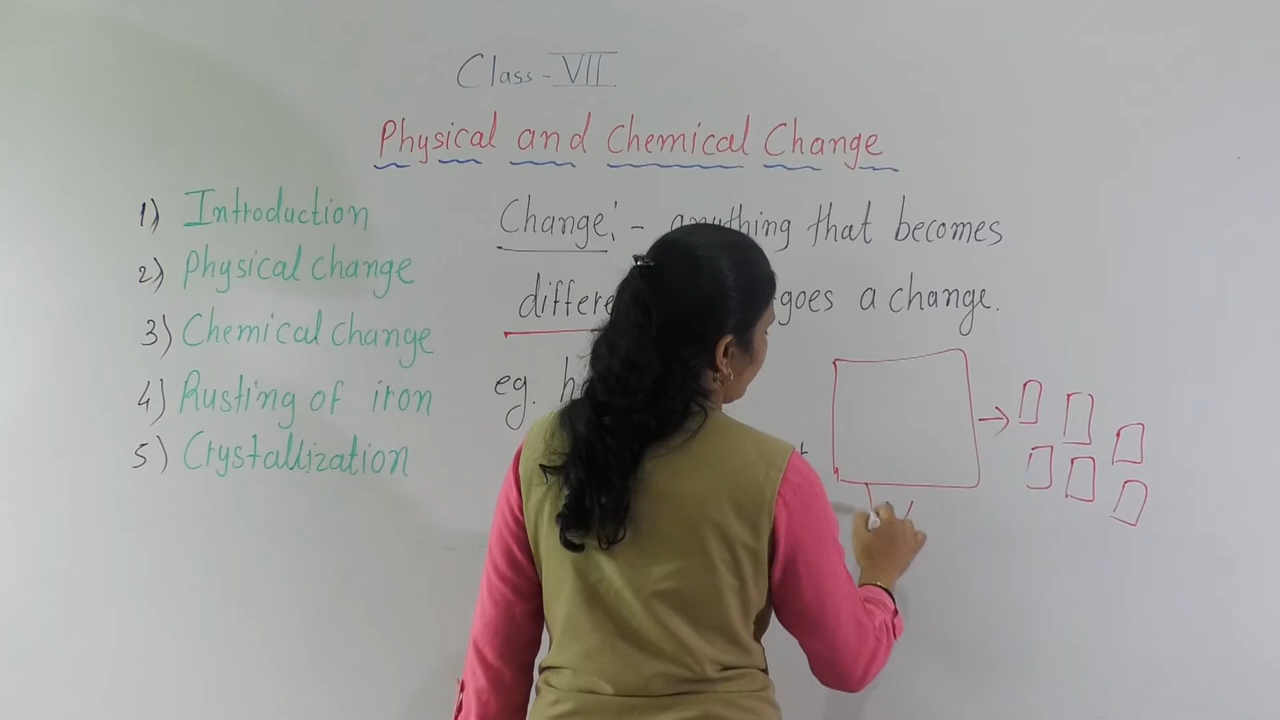 Class - VII
Physical and Chemical Change
1) Introduction
2) Physical change
3) Chemical change
4) Rusting of iron
5) Crystallization
Change: - anything that becomes
goes a change.
eg.